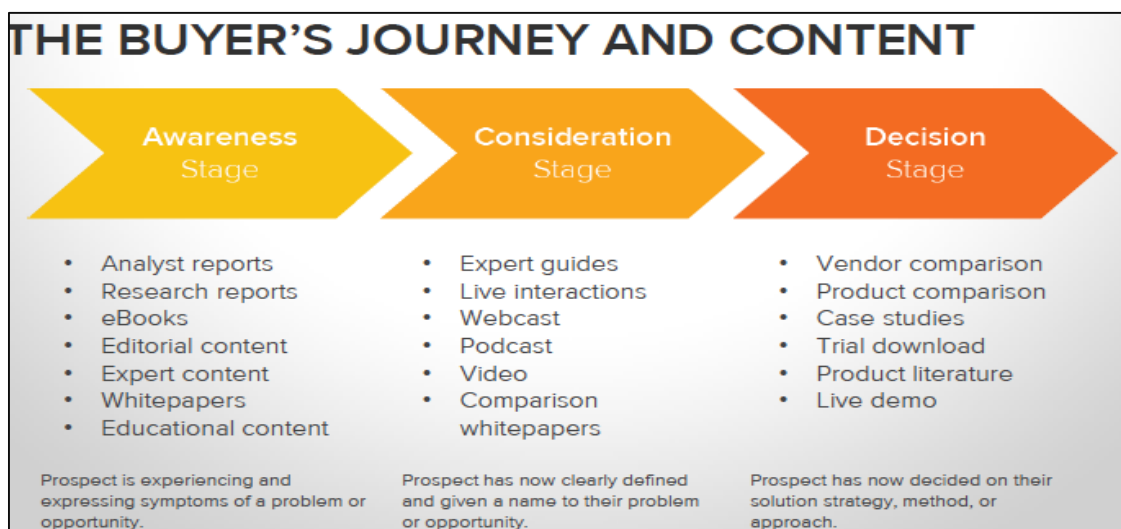 THE BUYER'S JOURNEY AND CONTENT
Awareness
Stage
• Analyst reports
• Research reports
• eBooks
• Editorial content
• Expert content
• Whitepapers
• Educational content
Prospect is experiencing and
expressing symptoms of a problem or
opportunity.
Consideration
Stage
• Expert guides
• Live interactions
• Webcast
• Podcast
• Video
• Comparison
whitepapers
Prospect has now clearly defined
and given a name to their problem
or opportunity.
Decision
Stage
• Vendor comparison
• Product comparison
• Case studies
• Trial download
• Product literature
• Live demo
Prospect has now decided on their
solution strategy, method, or
approach.